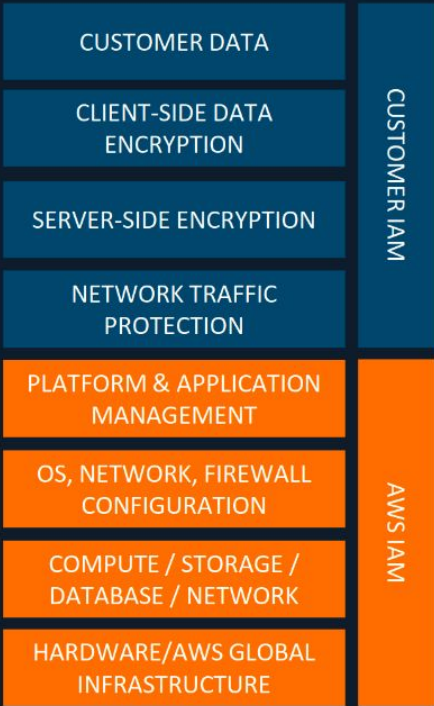 CUSTOMER DATA
CLIENT-SIDE DATA
ENCRYPTION
SERVER-SIDE ENCRYPTION
NETWORK TRAFFIC
PROTECTION
CUSTOMER IAM
PLATFORM & APPLICATION
MANAGEMENT
OS, NETWORK, FIREWALL
CONFIGURATION
COMPUTE / STORAGE /
DATABASE / NETWORK
HARDWARE/AWS GLOBAL
INFRASTRUCTURE
AWS IAM